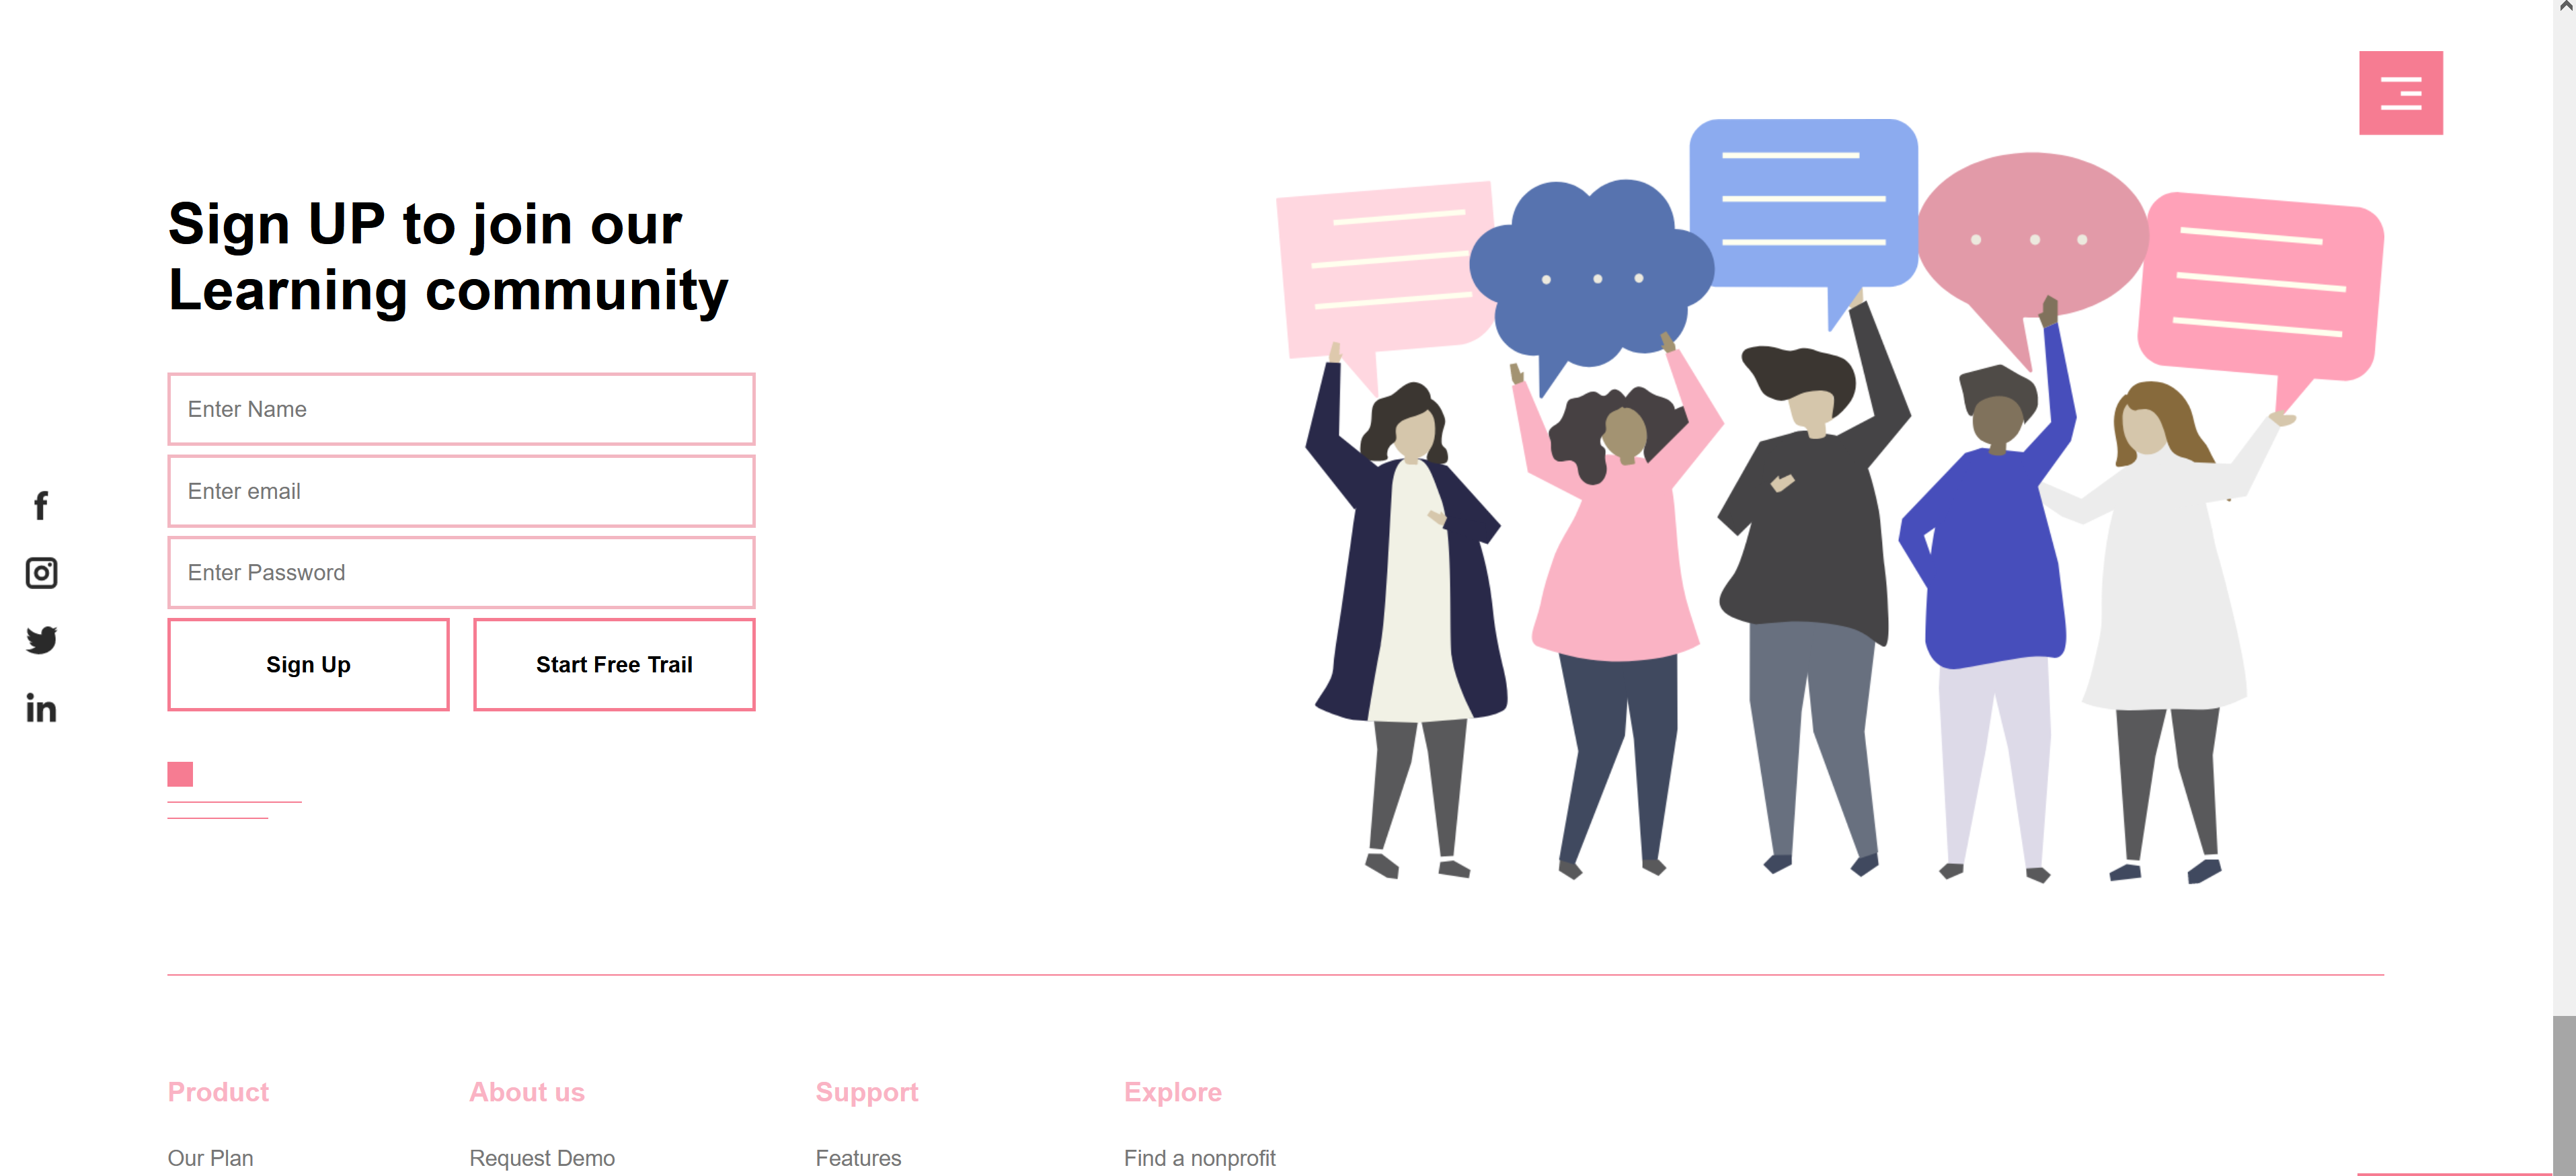 Sign UP to join our
Learning community
Enter Name
Enter email
Enter Password
Sign Up
Start Free Trail
Product
About us
Support
Explore
Our Plan
Request Demo
Features
Find a nonprofit